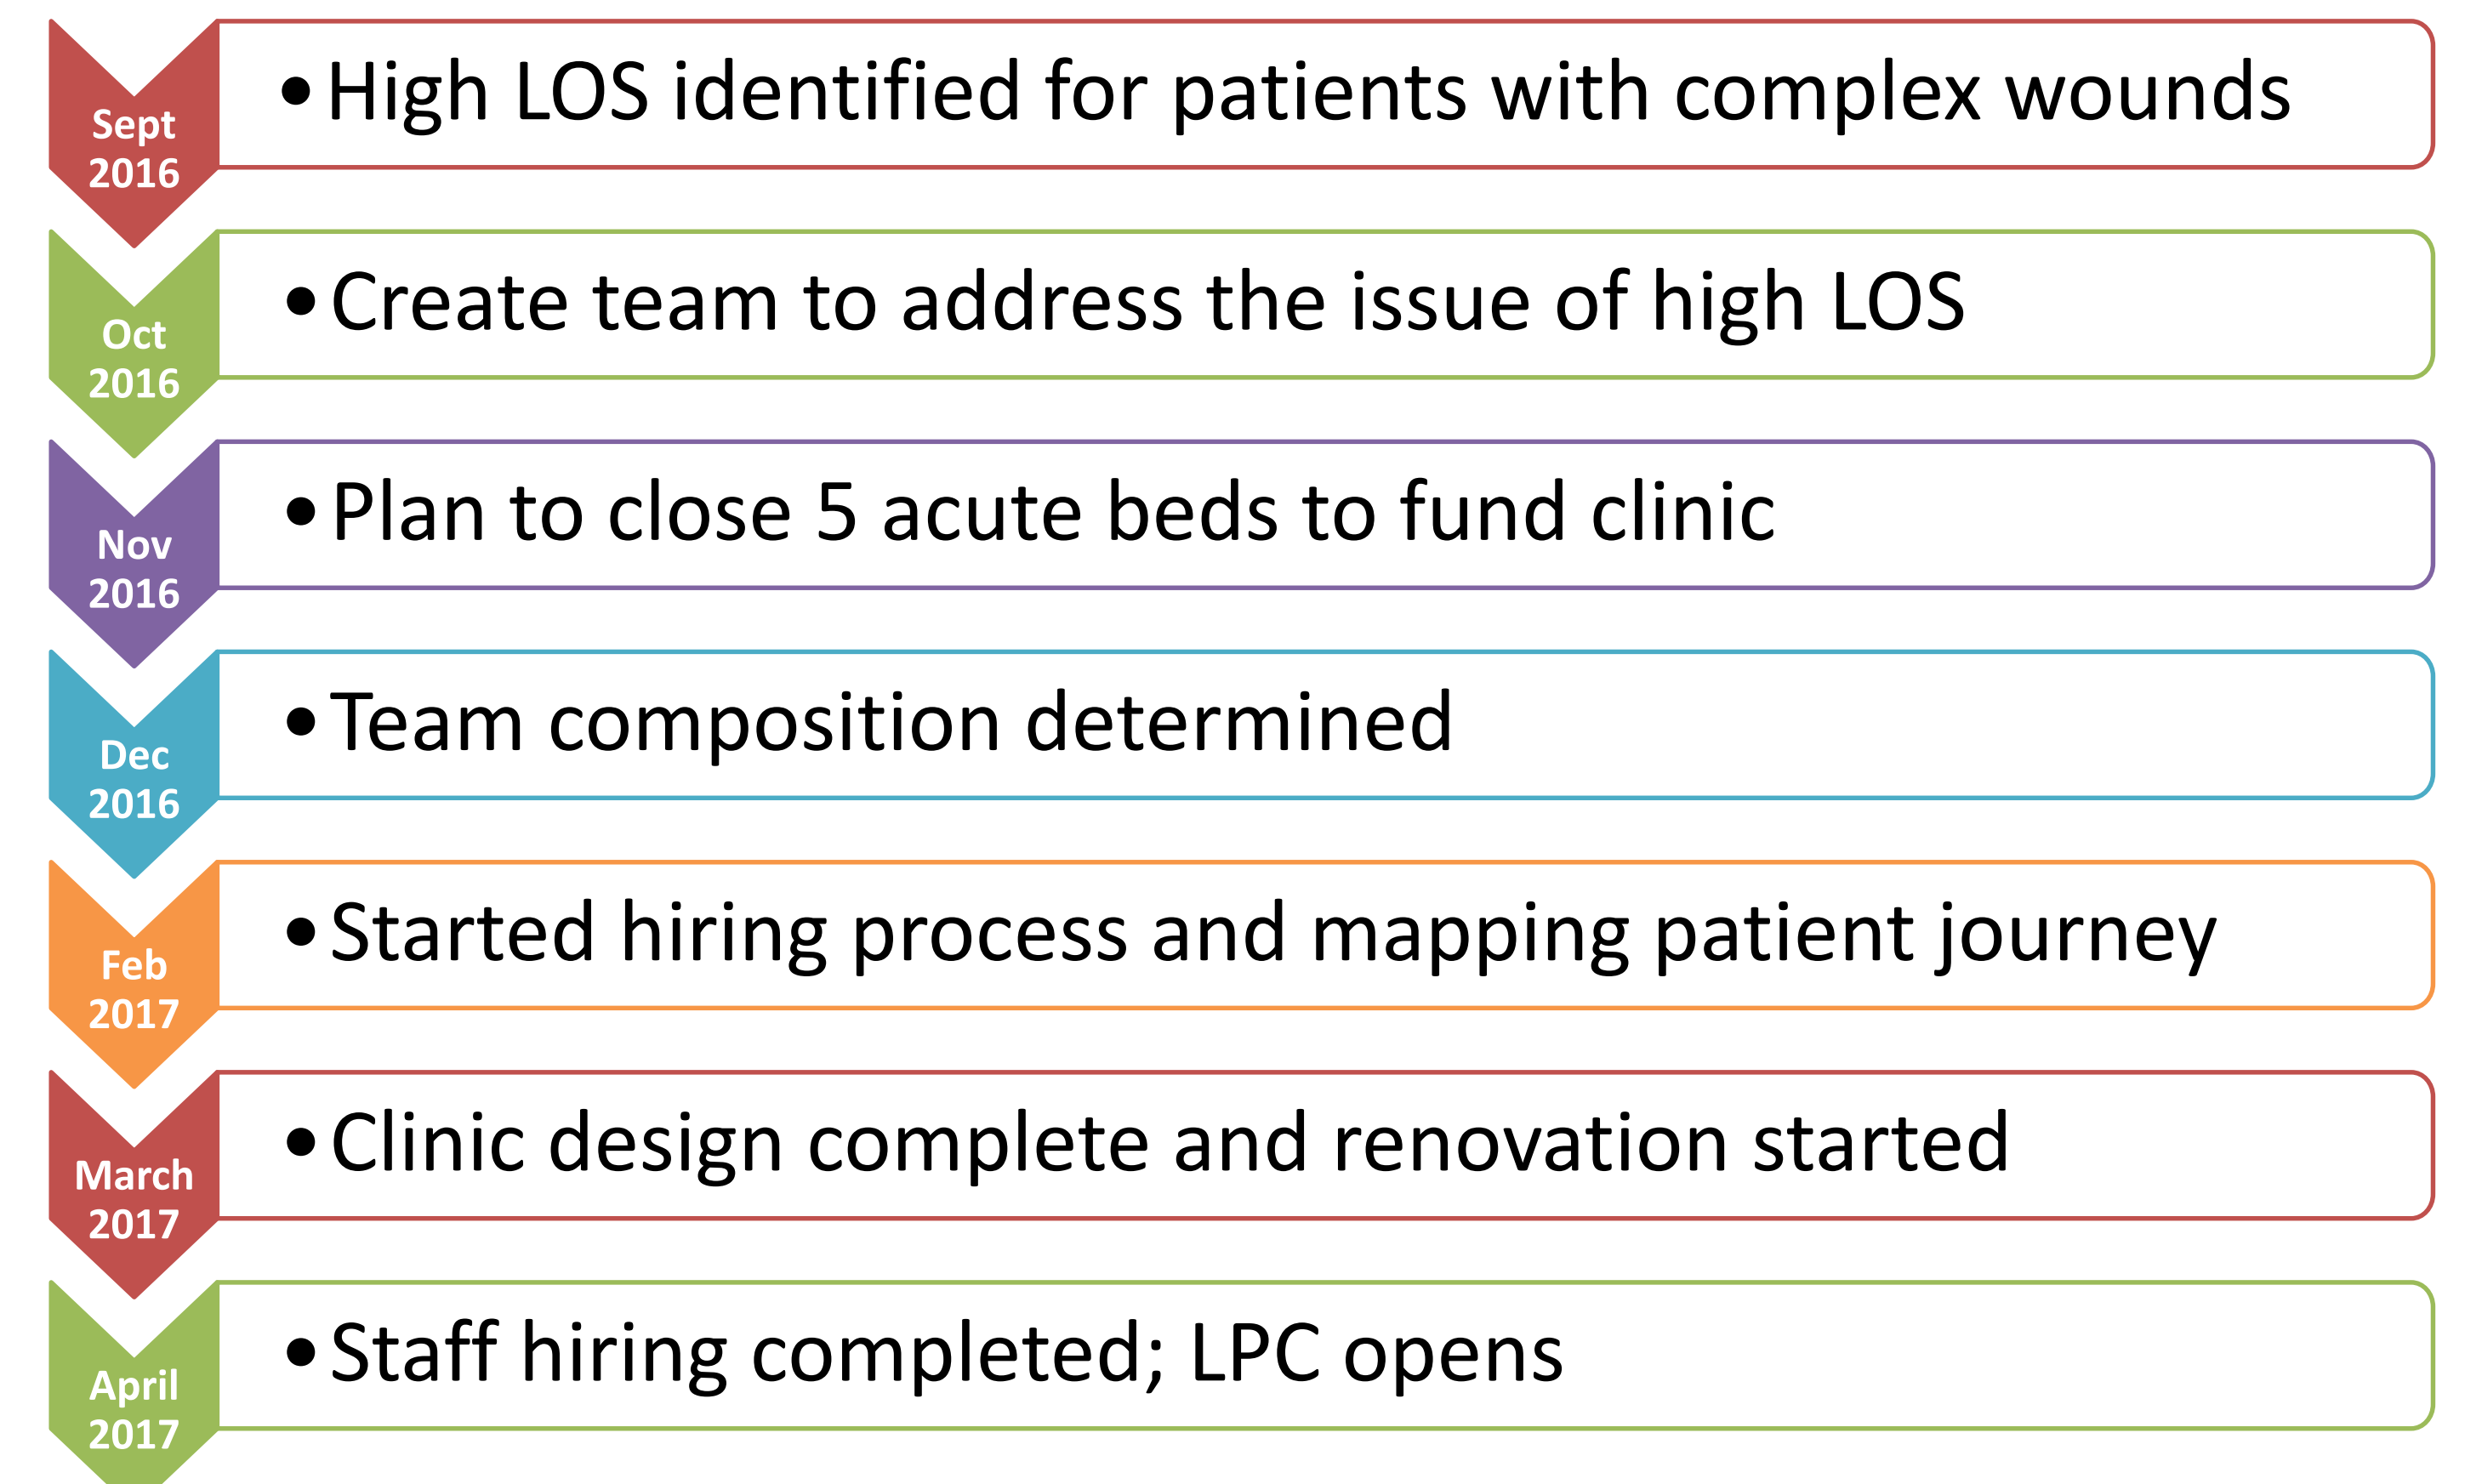 Sept
2016
• High LOS identified for patients with complex wounds
Oct
2016
• Create team to address the issue of high LOS
Nov
2016
• Plan to close 5 acute beds to fund clinic
Dec
2016
• Team composition determined
Feb
2017
• Started hiring process and mapping patient journey
March
2017
• Clinic design complete and renovation started
April
2017
• Staff hiring completed; LPC opens